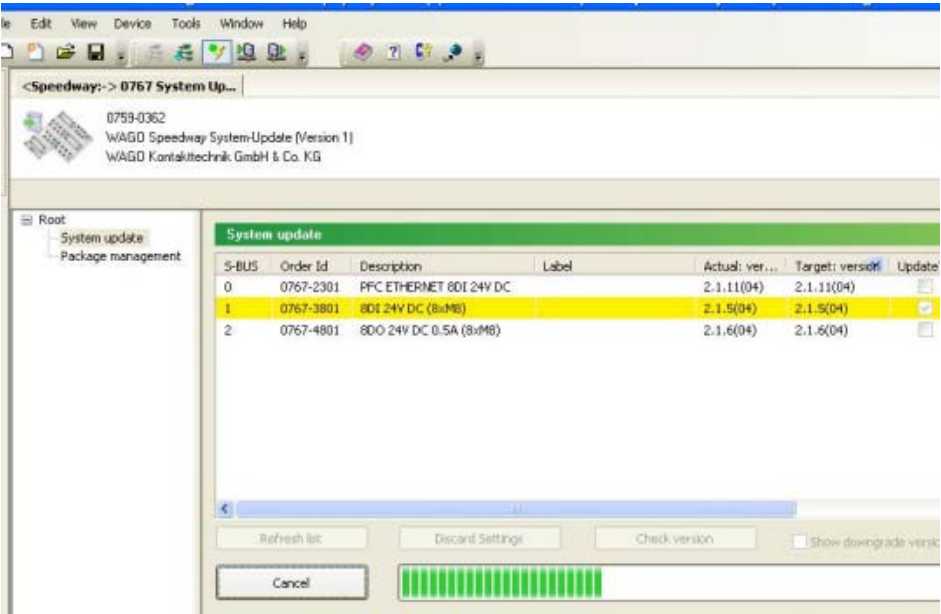 Edit View Device Tools Window Help
<Speedway:-> 0767 System Up...
0759-0362
WAGO Speedway System-Update (Version 1)
WAGO Kontakttechnik GmbH & Co. KG
Root
System update
Package management
System update
S-BUS Order Id Description Label Actual: ver... Target: version Update?
0 0767-2301 PFC ETHERNET 8DI 24V DC 2.1.11(04) 2.1.11(04)
1 0767-3801 8DI 24V DC (8xM8) 2.1.5(04) 2.1.5(04)
2 0767-4801 8DO 24V DC 0.5A (8xM8) 2.1.6(04) 2.1.6(04)
Refresh list Discard Settings Check version Show downgrade versic
Cancel